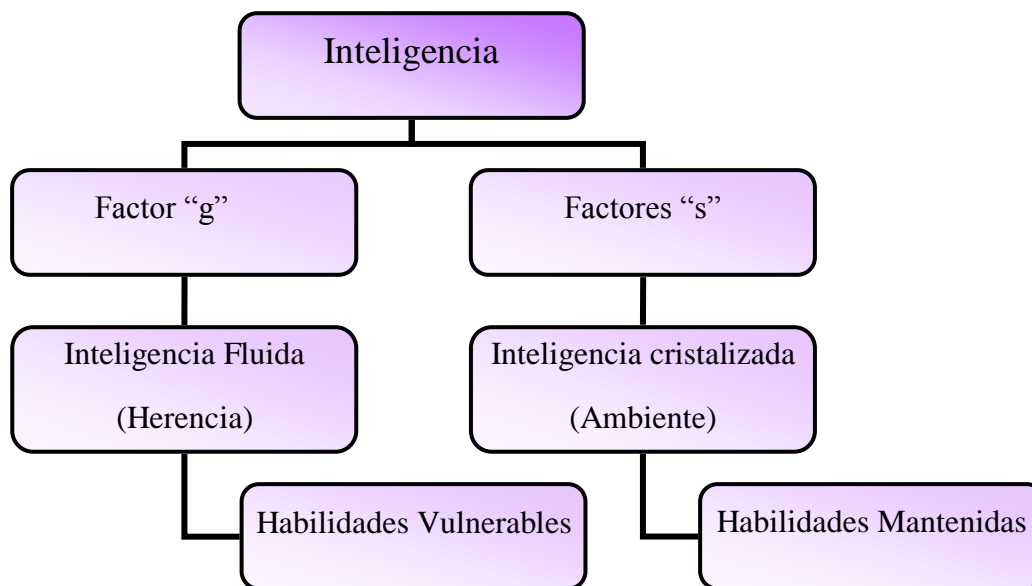 Inteligencia
Factor “g”
Factores “s”
Inteligencia Fluida
(Herencia)
Inteligencia cristalizada
(Ambiente)
Habilidades Vulnerables
Habilidades Mantenidas